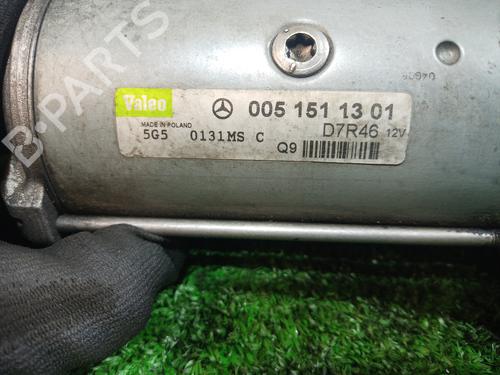 B-PARTS
Valeo 005 151 13 01
MADE IN POLAND
D7R46 12V
5G5 0131MS C
Q9